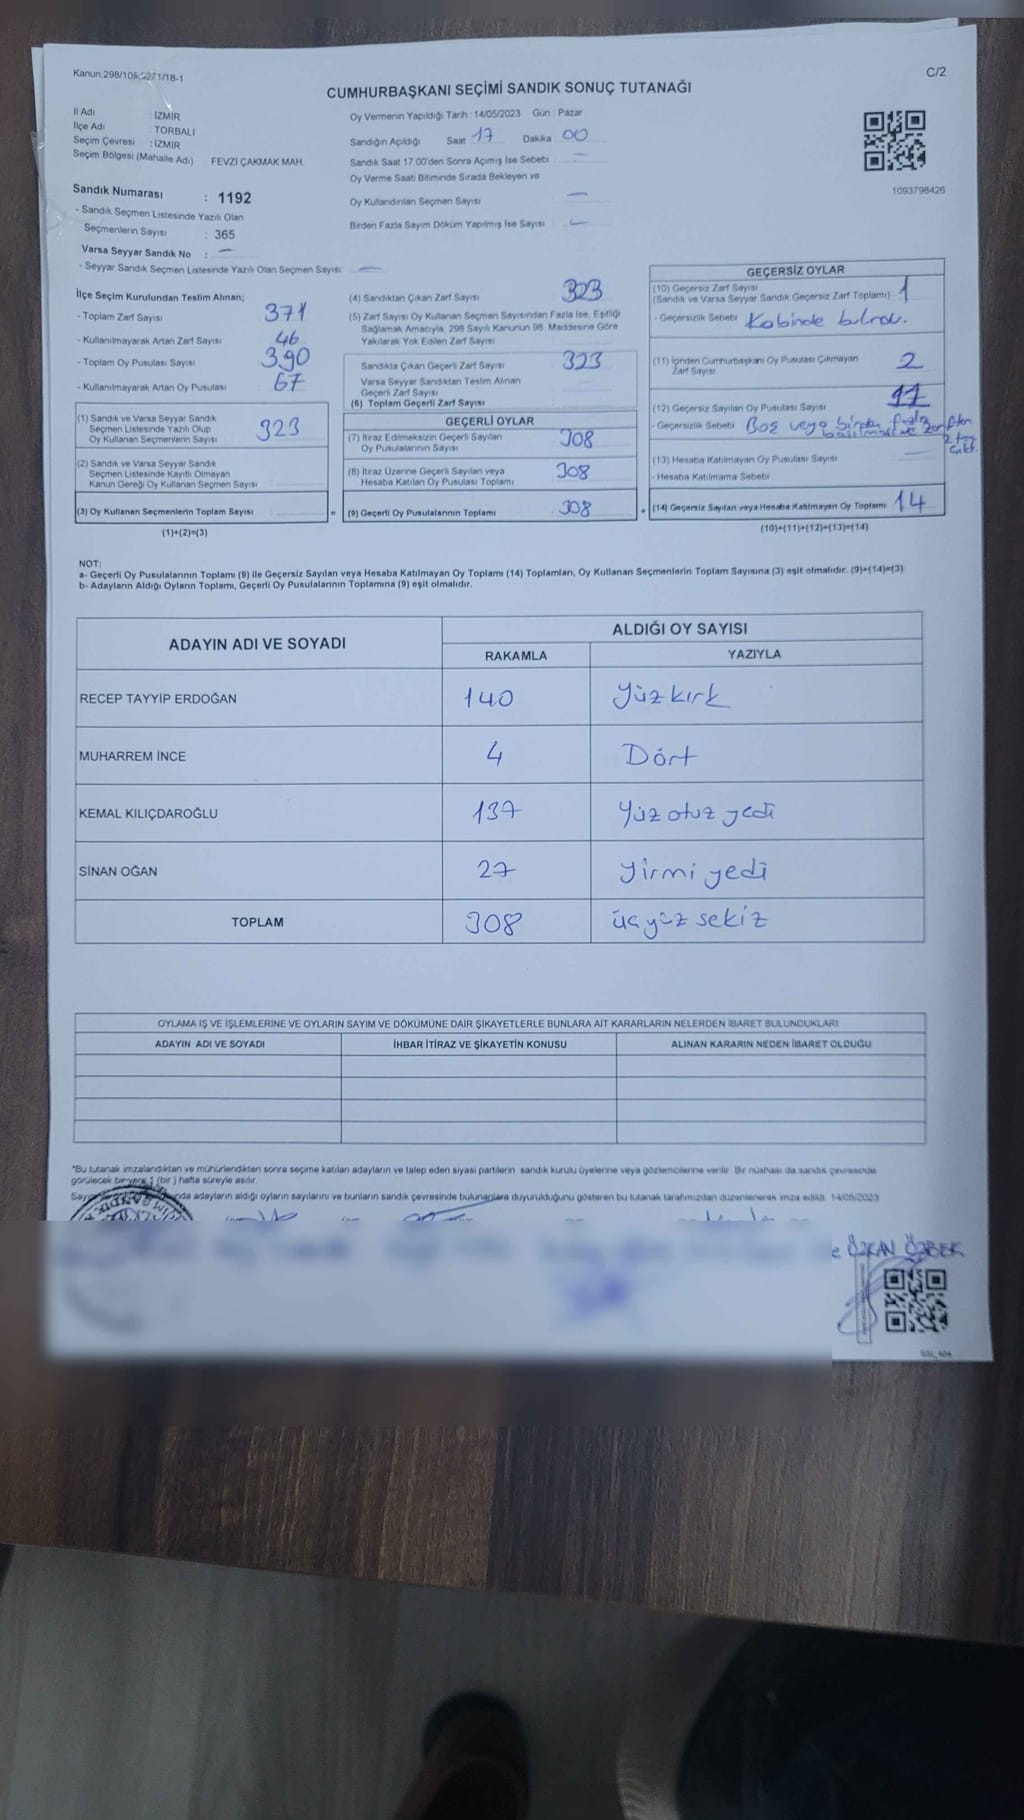 Kanun,298/105;5271/18-1
C/2
CUMHURBAŞKANI SEÇİMİ SANDIK SONUÇ TUTANAĞI
İl Adı İZMİR
İlçe Adı TORBALI
Seçim Çevresi : İZMİR
Seçim Bölgesi (Mahalle Adı) FEVZİ ÇAKMAK MAH.
Sandık Numarası : 1192
- Sandık Seçmen Listesinde Yazılı Olan
Seçmenlerin Sayısı : 365
Varsa Seyyar Sandık No : -
- Seyyar Sandık Seçmen Listesinde Yazılı Olan Seçmen Sayısı: -
Oy Vermenin Yapıldığı Tarih : 14/05/2023 Gün : Pazar
Sandığın Açıldığı Saat 17 Dakika 00
Sandık Saat 17:00'den Sonra Açımış İse Sebebi -
Oy Verme Saati Bitiminde Sırada Bekleyen ve
Oy Kullandırılan Seçmen Sayısı -
Birden Fazla Sayım Döküm Yapılmış İse Sayısı -
1093798426
İlçe Seçim Kurulundan Teslim Alınan;
- Toplam Zarf Sayısı 371
- Kullanılmayarak Artan Zarf Sayısı 46
- Toplam Oy Pusulası Sayısı 390
- Kullanılmayarak Artan Oy Pusulası 67
(1) Sandık ve Varsa Seyyar Sandık
Seçmen Listesinde Yazılı Olup
Oy Kullanan Seçmenlerin Sayısı 323
(2) Sandık ve Varsa Seyyar Sandık
Seçmen Listesinde Kayıtlı Olmayan
Kanun Gereği Oy Kullanan Seçmen Sayısı
(3) Oy Kullanan Seçmenlerin Toplam Sayısı :
(1)+(2)=(3)
(4) Sandıktan Çıkan Zarf Sayısı 323
(5) Zarf Sayısı Oy Kullanan Seçmen Sayısından Fazla İse, Eşitliği
Sağlamak Amacıyla, 298 Sayılı Kanunun 98. Maddesine Göre
Yakılarak Yok Edilen Zarf Sayısı
Sandıkta Çıkan Geçerli Zarf Sayısı 323
Varsa Seyyar Sandıktan Teslim Alınan
Geçerli Zarf Sayısı
(6) Toplam Geçerli Zarf Sayısı
GEÇERLİ OYLAR
(7) İtiraz Edilmeksizin Geçerli Sayılan
Oy Pusulalarının Sayısı 308
(8) İtiraz Üzerine Geçerli Sayılan veya
Hesaba Katılan Oy Pusulası Toplamı 308
= (9) Geçerli Oy Pusulalarının Toplamı 308
GEÇERSİZ OYLAR
(10) Geçersiz Zarf Sayısı
(Sandık ve Varsa Seyyar Sandık Geçersiz Zarf Toplamı) 1
- Geçersizlik Sebebi Kabinde bulndu.
(11) İçinden Cumhurbaşkanı Oy Pusulası Çıkmayan
Zarf Sayısı 2
(12) Geçersiz Sayılan Oy Pusulası Sayısı
- Geçersizlik Sebebi Boş veya birden fazla
basılması ve zarftan
2 tane
çıktı.
(13) Hesaba Katılmayan Oy Pusulası Sayısı -
- Hesaba Katılmama Sebebi
+ (14) Geçersiz Sayılan veya Hesaba Katılmayan Oy Toplamı 14
(10)+(11)+(12)+(13)=(14)
NOT:
a- Geçerli Oy Pusulalarının Toplamı (9) ile Geçersiz Sayılan veya Hesaba Katılmayan Oy Toplamı (14) Toplamları, Oy Kullanan Seçmenlerin Toplam Sayısına (3) eşit olmalıdır. (9)+(14)=(3)
b- Adayların Aldığı Oyların Toplamı, Geçerli Oy Pusulalarının Toplamına (9) eşit olmalıdır.
ADAYIN ADI VE SOYADI
ALDIĞI OY SAYISI
RAKAMLA YAZIYLA
RECEP TAYYİP ERDOĞAN 140 Yüzkırk
MUHARREM İNCE 4 Dört
KEMAL KILIÇDAROĞLU 137 Yüz otuz yedi
SİNAN OĞAN 27 Yirmi yedi
TOPLAM 308 üçyüz sekiz
OYLAMA İŞ VE İŞLEMLERİNE VE OYLARIN SAYIM VE DÖKÜMÜNE DAİR ŞİKAYETLERLE BUNLARA AİT KARARLARIN NELERDEN İBARET BULUNDUKLARI
ADAYIN ADI VE SOYADI İHBAR İTİRAZ VE ŞİKAYETİN KONUSU ALINAN KARARIN NEDEN İBARET OLDUĞU
*Bu tutanak imzalandıktan ve mühürlendikten sonra seçime katılan adayların ve talep eden siyasi partilerin sandık kurulu üyelerine veya gözlemcilerine verilir. Bir nüshası da sandık çevresinde
görülecek bir yere 1 (bir ) hafta süreyle asılır.
adayların aldığı oyların sayılarını ve bunların sandık çevresinde bulunanlara duyurulduğunu gösteren bu tutanak tarafımızdan düzenlenerek imza edildi. 14/05/2023
ÖZKAN ÖZBEK